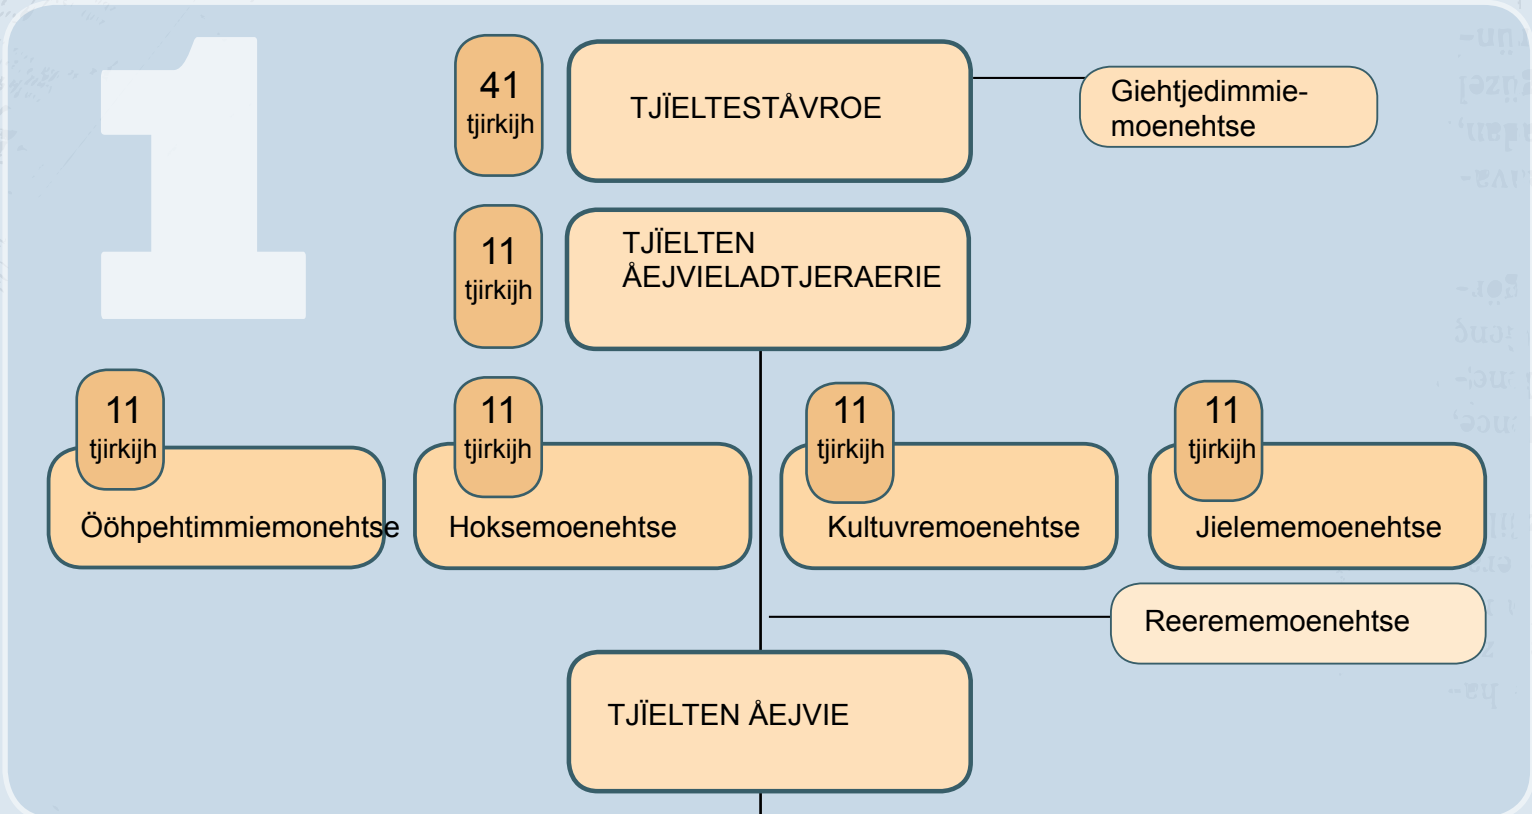 1
41
tjirkijh
TJÏELTESTÅVROE
Giehtjedimmie-
moenehtse
11
tjirkijh
TJÏELTEN
ÅEJVIELADTJERAERIE
11
tjirkijh
Ööhpehtimmiemonehtse
11
tjirkijh
Hoksemoenehtse
11
tjirkijh
Kultuvremoenehtse
11
tjirkijh
Jielememoenehtse
Reerememoenehtse
TJÏELTEN ÅEJVIE